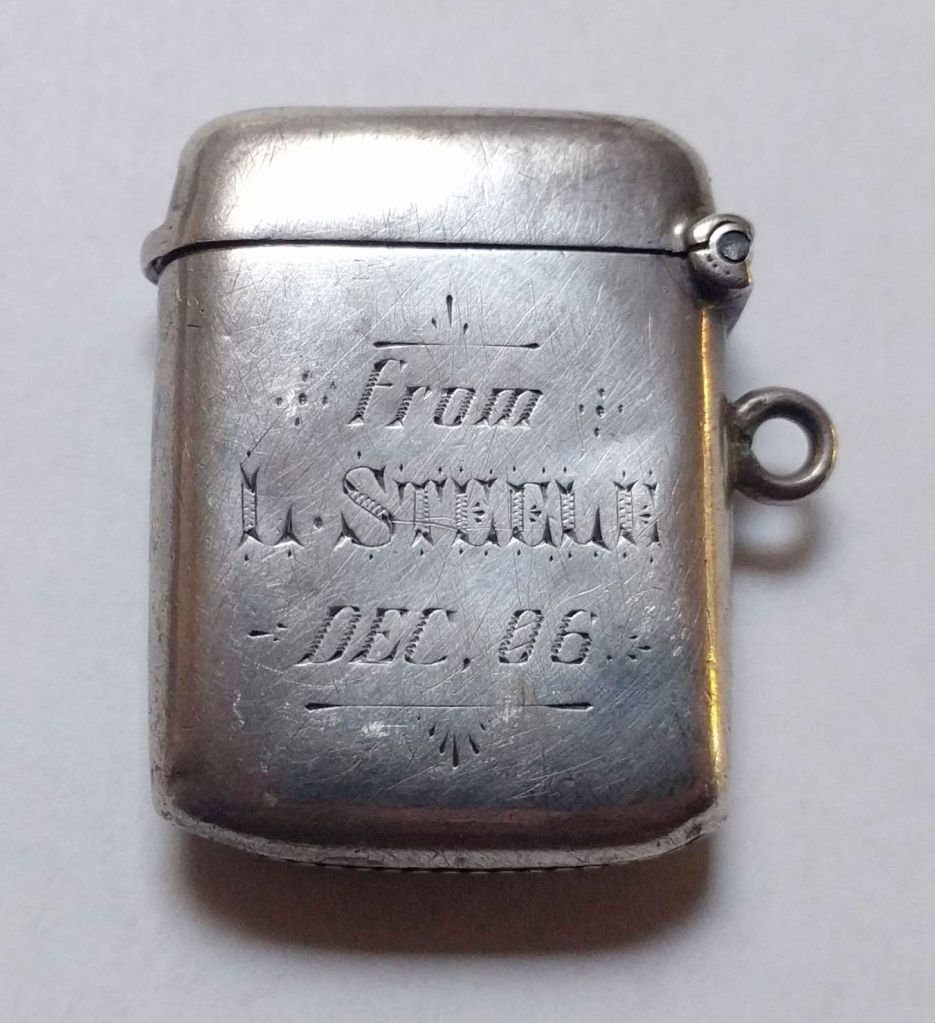 From
L. STEELE
DEC, 06